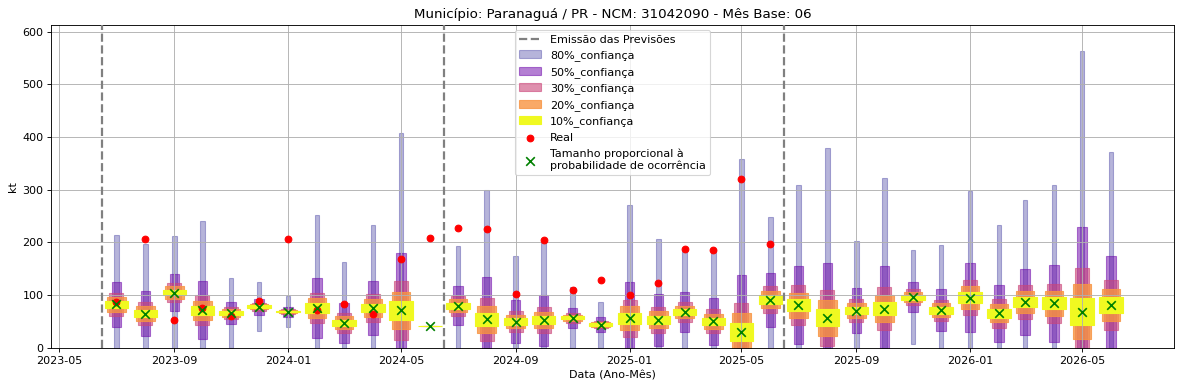 Município: Paranaguá / PR - NCM: 31042090 - Mês Base: 06
600
500
400
300
200
100
0
kt
Emissão das Previsões
80%_confiança
50%_confiança
30%_confiança
20%_confiança
10%_confiança
Real
Tamanho proporcional à
probabilidade de ocorrência
2023-05
2023-09
2024-01
2024-05
2024-09
2025-01
2025-05
2025-09
2026-01
2026-05
Data (Ano-Mês)